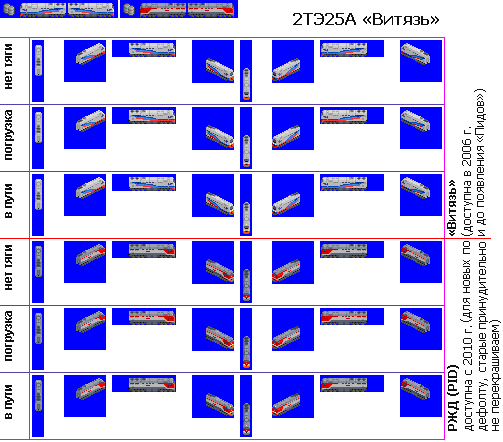 2ТЭ25А «Витязь»
нет тяги
погрузка
в пути
нет тяги
погрузка
в пути
«Витязь»
(доступна в 2006 г.
и до появления «Пидов»)
РЖД (PID)
доступна с 2010 г. (для новых по
дефолту, старые принудительно
не перекрашиваем)